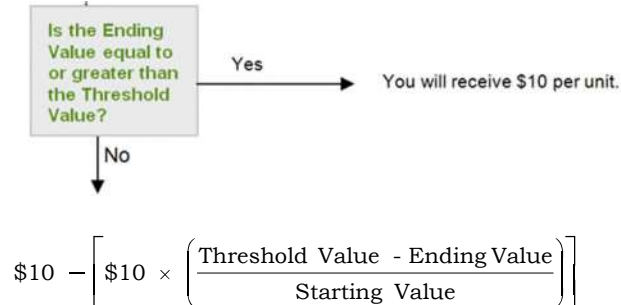 Is the Ending
Value equal to
or greater than
the Threshold
Value?
Yes
You will receive $10 per unit.
No
$10 − [ $10 × ( Threshold Value - Ending Value
Starting Value ) ]